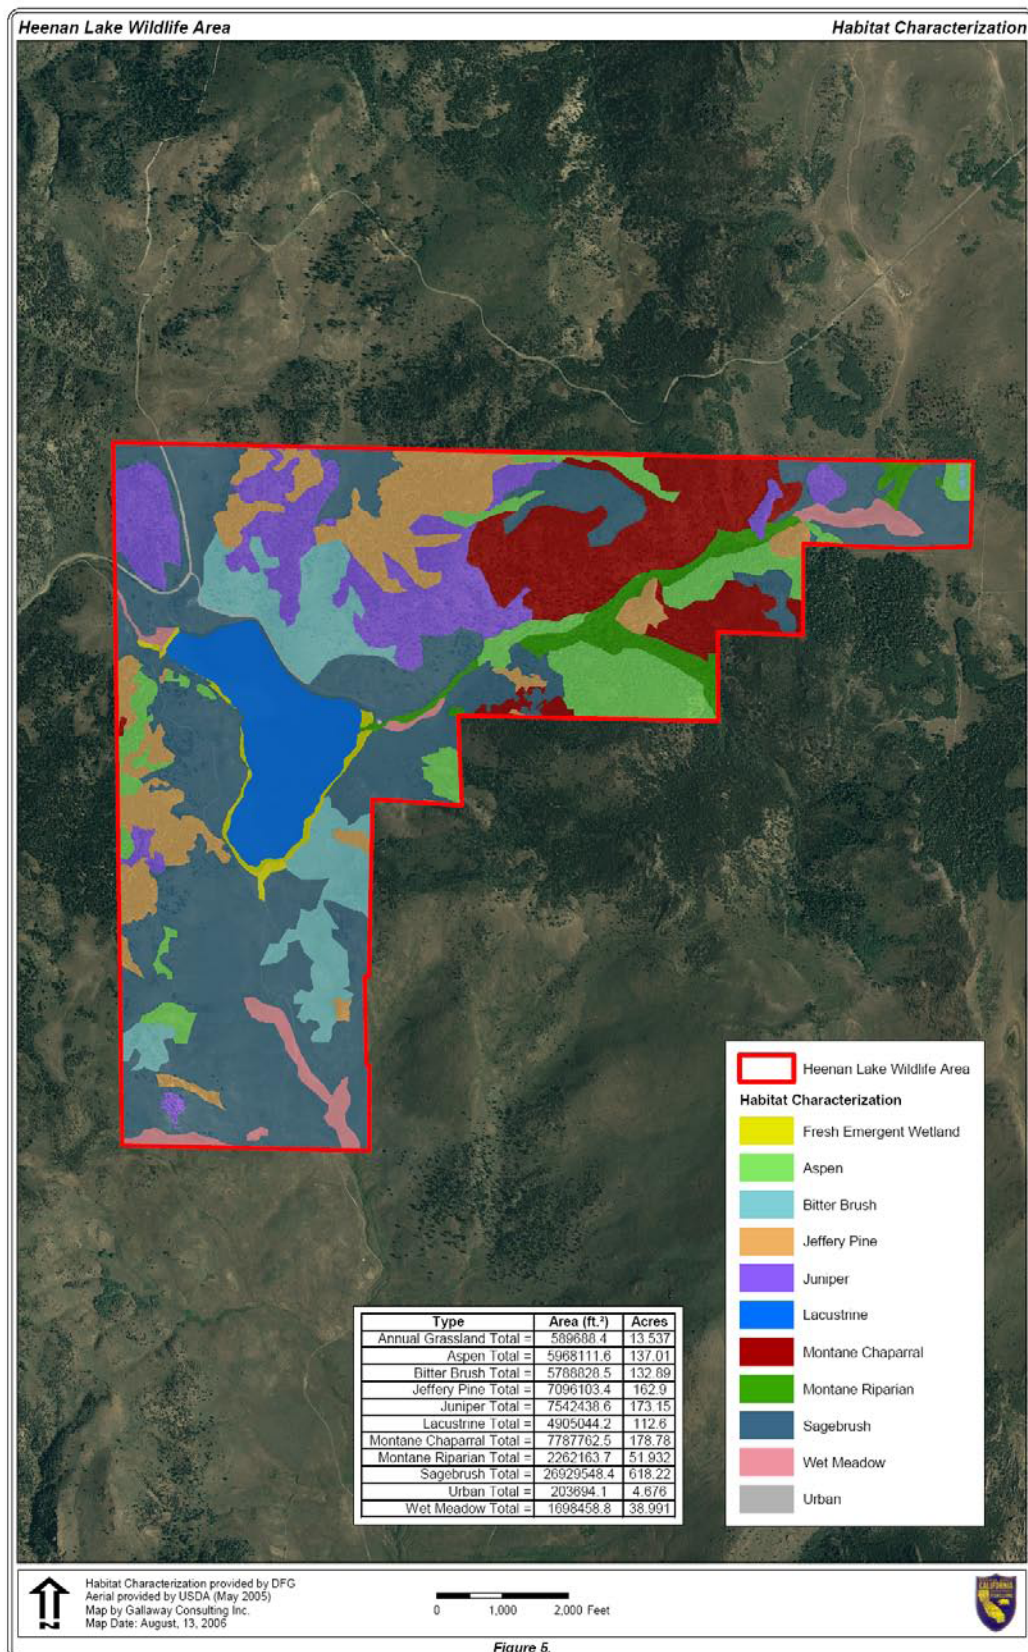 Heenan Lake Wildlife Area
Habitat Characterization
Heenan Lake Wildlife Area
Habitat Characterization
Fresh Emergent Wetland
Aspen
Bitter Brush
Jeffery Pine
Juniper
Lacustrine
Montane Chaparral
Montane Riparian
Sagebrush
Wet Meadow
Urban
Type Area (ft.²) Acres
Annual Grassland Total = 589688.4 13.537
Aspen Total = 5968111.6 137.01
Bitter Brush Total = 5788828.5 132.89
Jeffery Pine Total = 7096103.4 162.9
Juniper Total = 7542438.6 173.15
Lacustrine Total = 4905044.2 112.6
Montane Chaparral Total = 7787762.5 178.78
Montane Riparian Total = 2262163.7 51.932
Sagebrush Total = 26929548.4 618.22
Urban Total = 203694.1 4.676
Wet Meadow Total = 1698458.8 38.991
Habitat Characterization provided by DFG
Aerial provided by USDA (May 2005)
Map by Gallaway Consulting Inc.
Map Date: August, 13, 2006
N
0 1,000 2,000 Feet
CALIFORNIA
Figure 5.